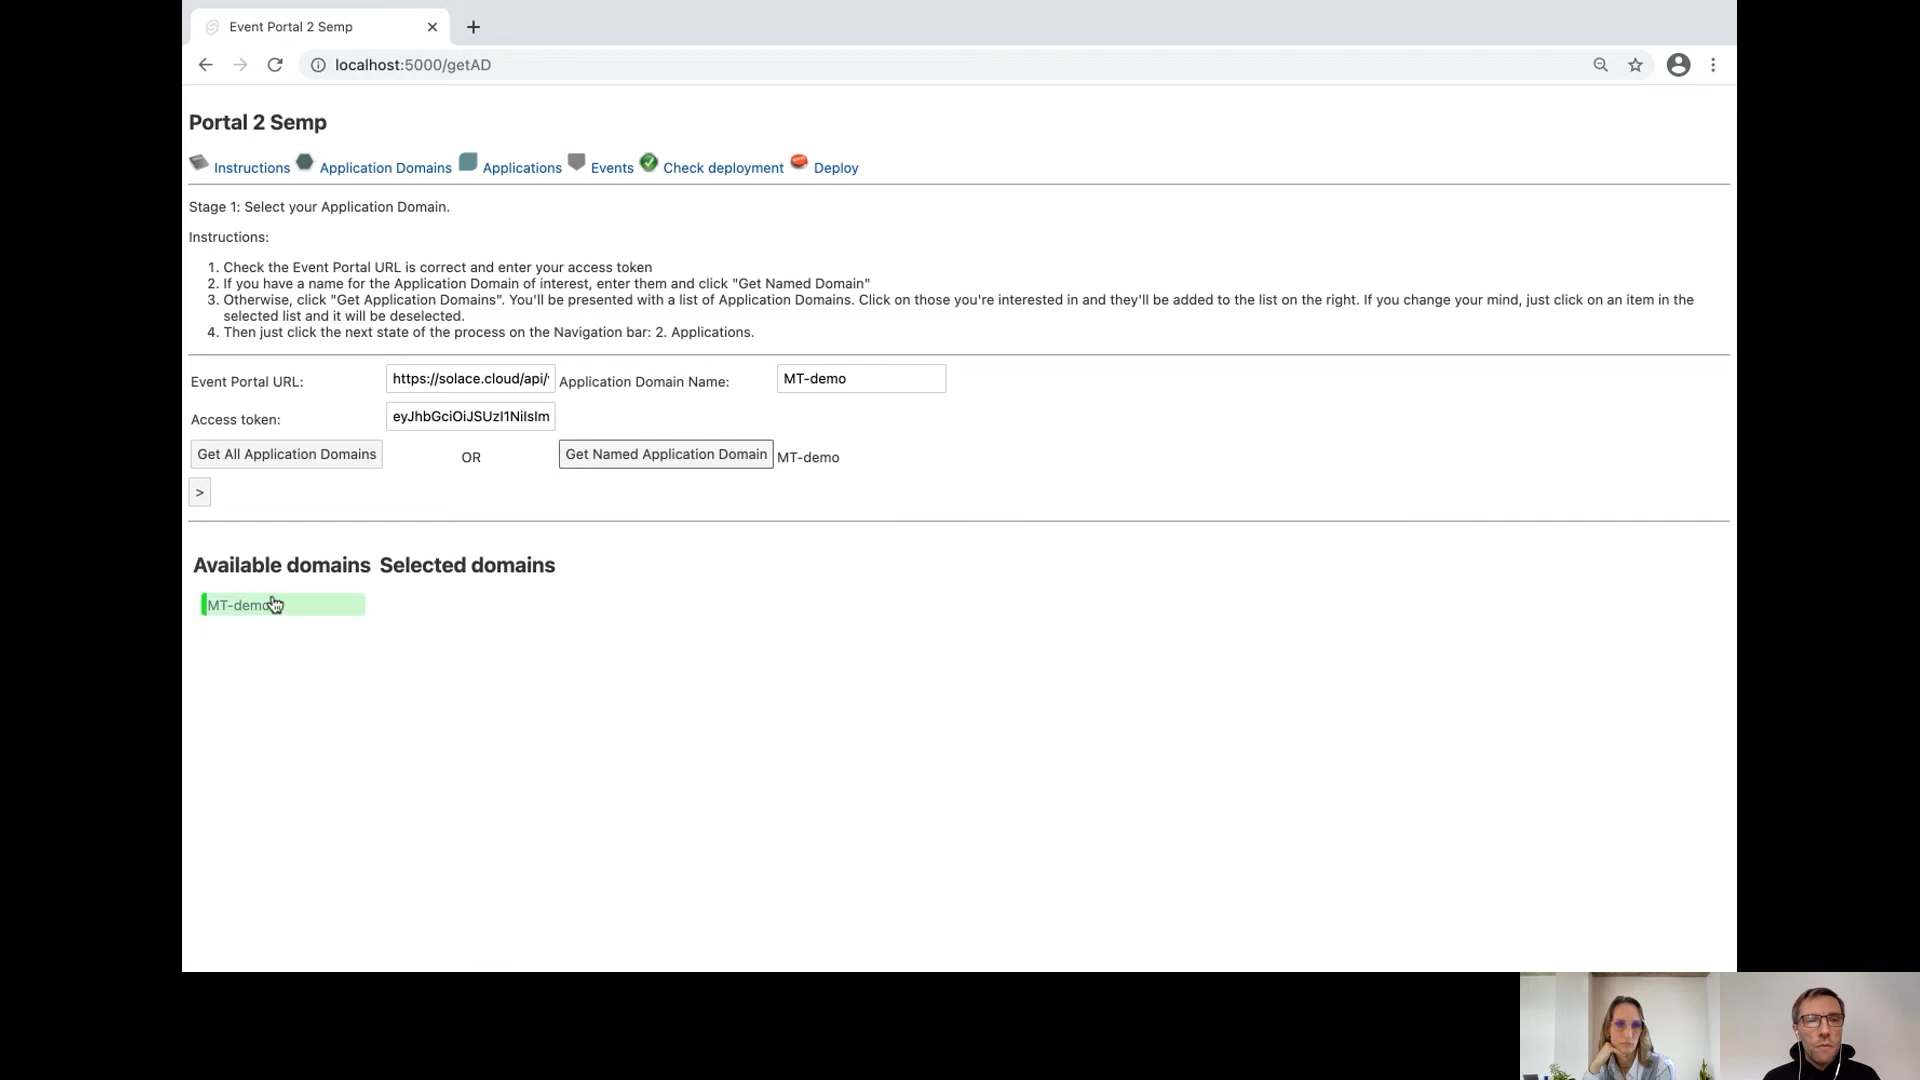 Event Portal 2 Semp
localhost:5000/getAD
Portal 2 Semp
Instructions Application Domains Applications Events Check deployment Deploy
Stage 1: Select your Application Domain.
Instructions:
1. Check the Event Portal URL is correct and enter your access token
2. If you have a name for the Application Domain of interest, enter them and click "Get Named Domain"
3. Otherwise, click "Get Application Domains". You'll be presented with a list of Application Domains. Click on those you're interested in and they'll be added to the list on the right. If you change your mind, just click on an item in the
selected list and it will be deselected.
4. Then just click the next state of the process on the Navigation bar: 2. Applications.
Event Portal URL: https://solace.cloud/api/ Application Domain Name: MT-demo
Access token: eyJhbGciOiJSUzI1NiIsIm
Get All Application Domains OR Get Named Application Domain MT-demo
>
Available domains Selected domains
MT-demo